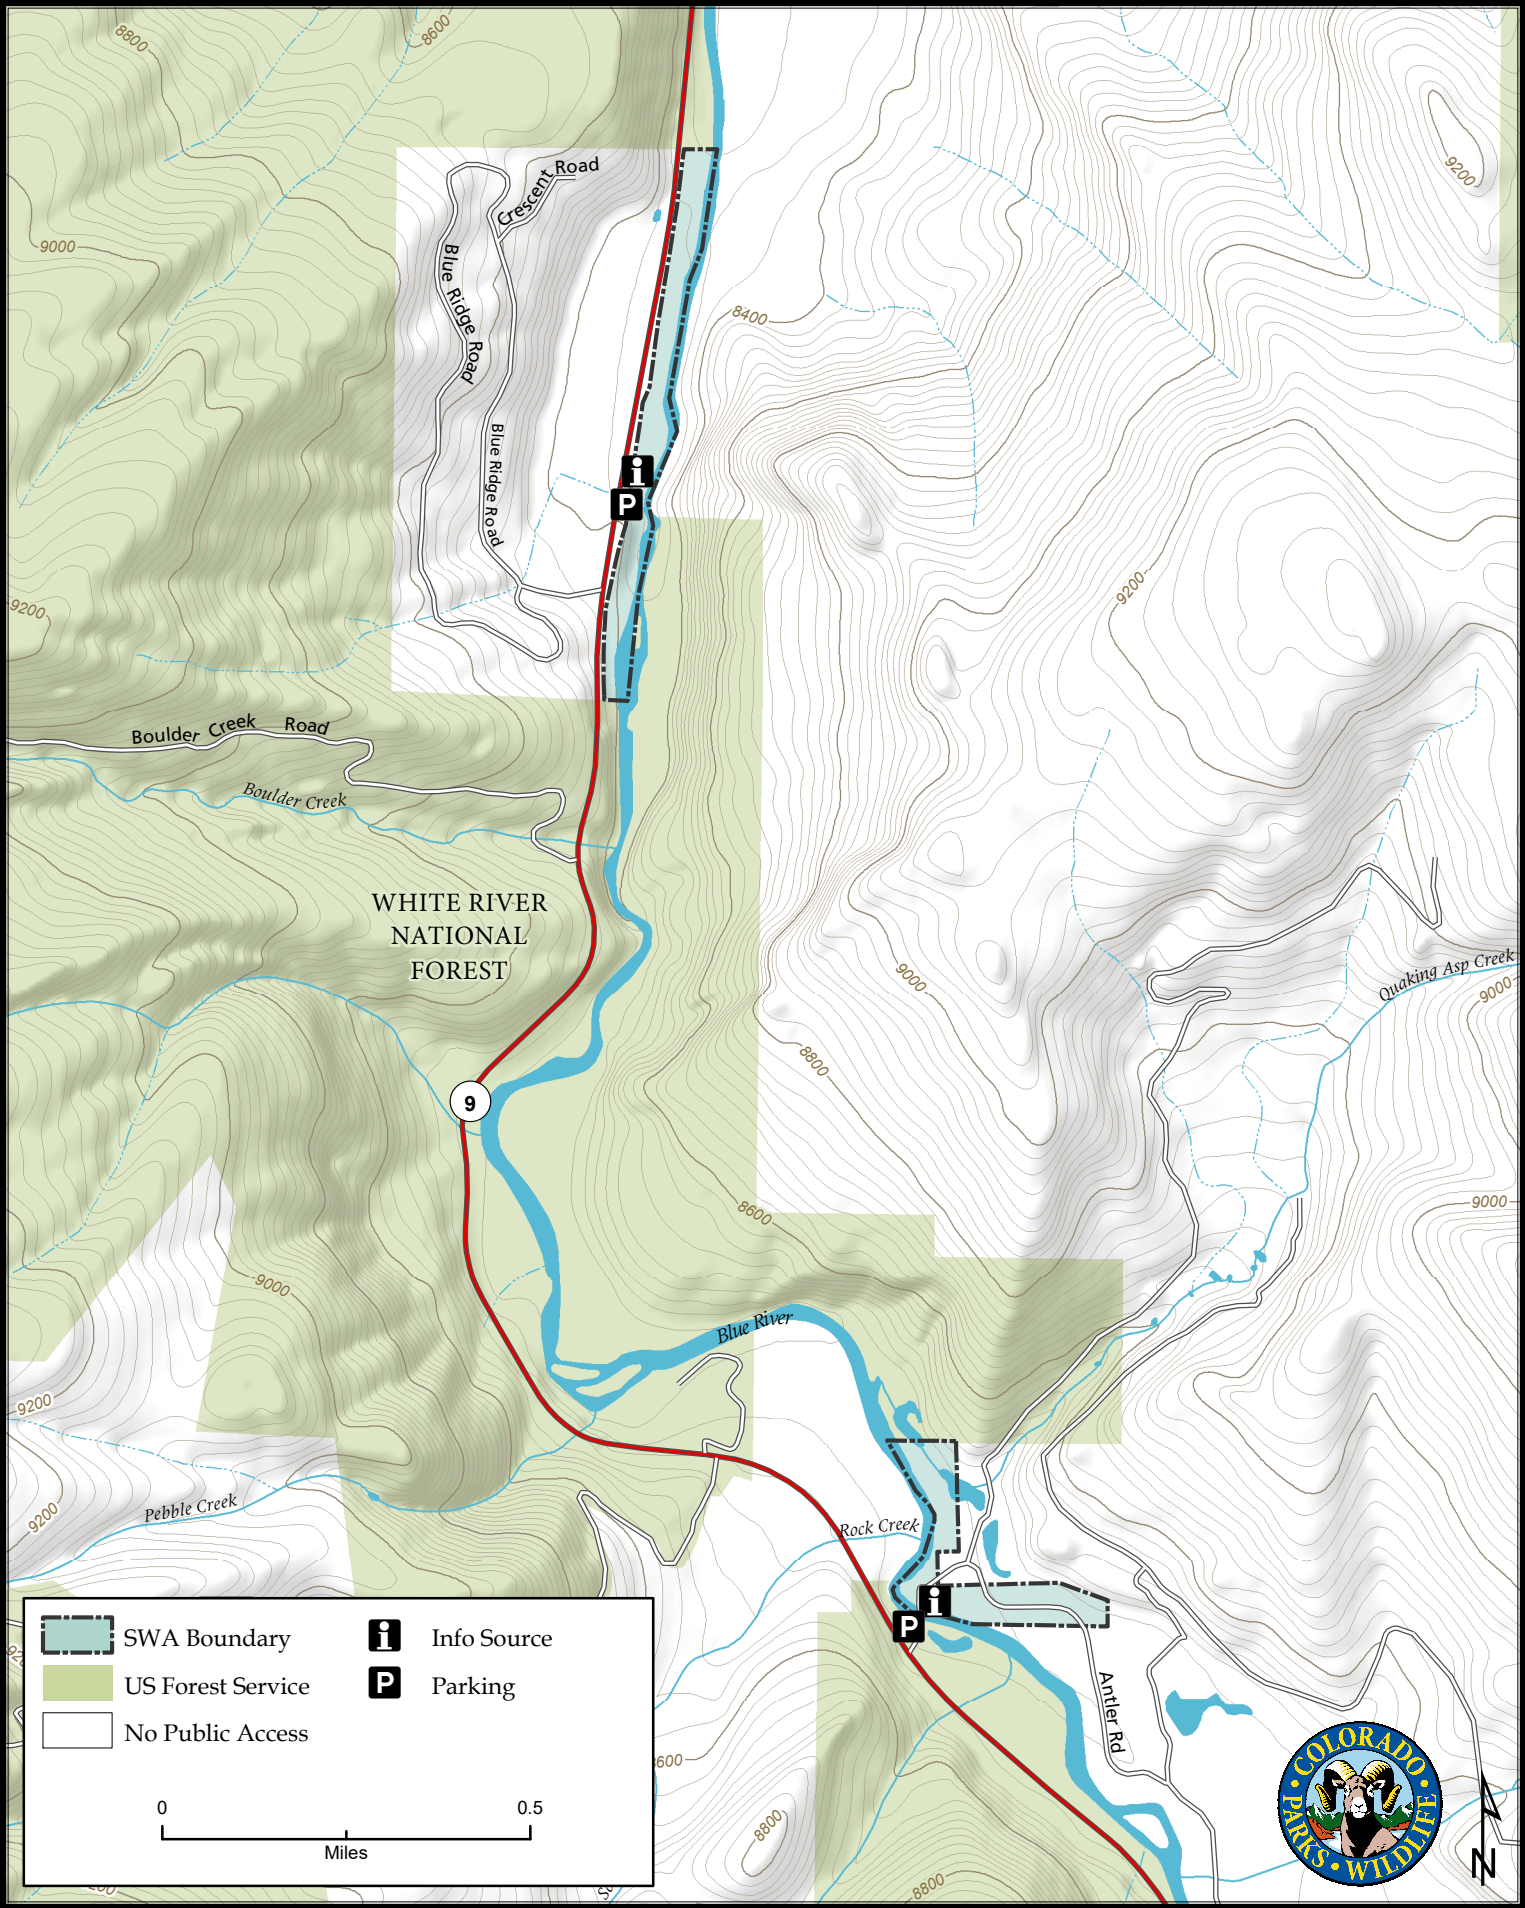 8800
8600
Crescent Road
9000
Blue Ridge Road
9200
8400
Blue Ridge Road
9200
9200
Boulder Creek Road
Boulder Creek
WHITE RIVER
NATIONAL
FOREST
9000
Quaking Asp Creek
9000
8800
9
8600
9000
9000
Blue River
9200
Pebble Creek
9200
Rock Creek
i
P
i
P
Antler Rd
SWA Boundary
i Info Source
US Forest Service
P Parking
No Public Access
0 0.5
Miles
8800
8800
COLORADO
PARKS • WILDLIFE
N